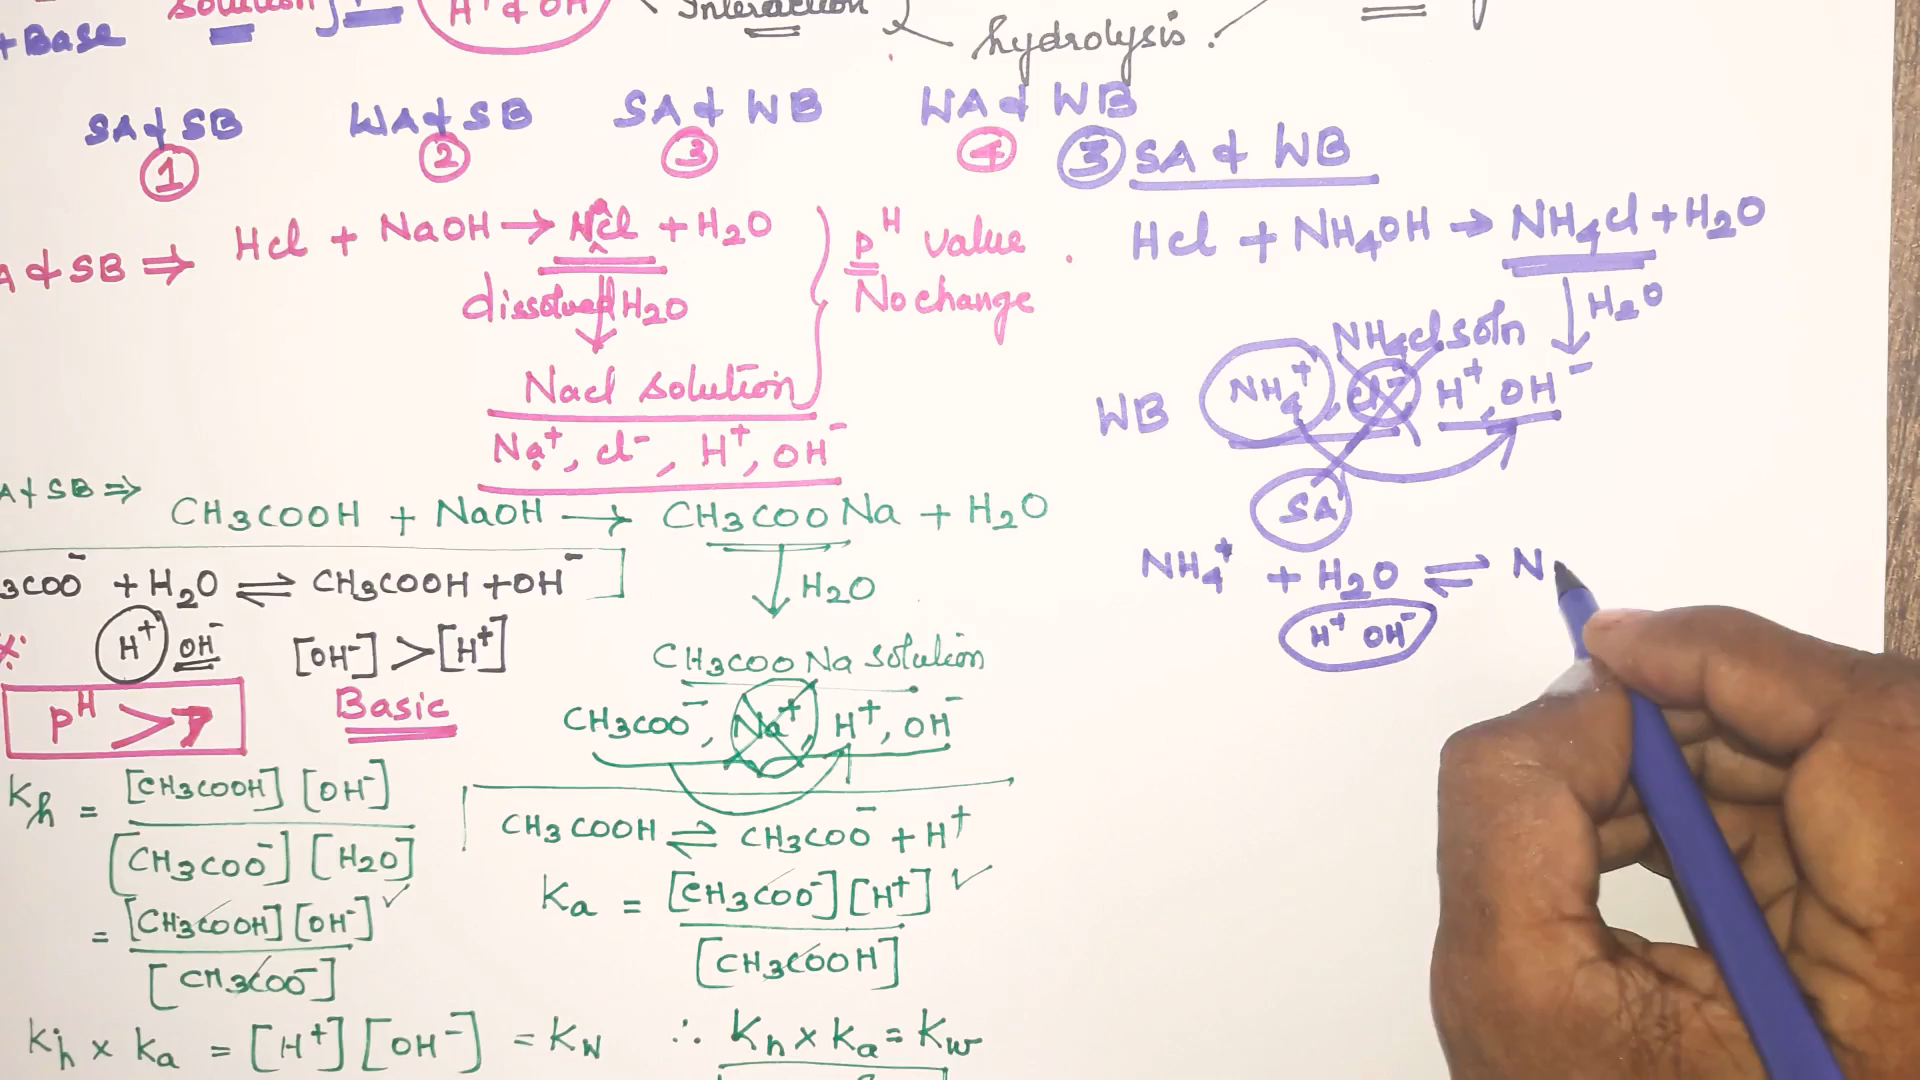 solution H+ & OH- Interaction
+Base hydrolysis.
SA & SB WA & SB SA & WB WA & WB
1 2 3 4
A & SB ⇒ Hcl + NaOH → Nacl + H2O
dissolved H2O
Nacl solution
Na+, cl-, H+, OH-
pH value
No change
A & SB ⇒
CH3COOH + NaOH → CH3COONa + H2O
3COO- + H2O ⇌ CH3COOH + OH-
H+ OH- [OH-] > [H+]
pH > 7 Basic
H2O
CH3COONa solution
CH3COO-, Na+, H+, OH-
Kh = [CH3COOH] [OH-]
[CH3COO-] [H2O]
= [CH3COOH] [OH-] ✓
[CH3COO-]
CH3COOH ⇌ CH3COO- + H+
Ka = [CH3COO-] [H+] ✓
[CH3COOH]
Kh x Ka = [H+] [OH-] = KW ∴ Kh x Ka = Kw
3 SA & WB
Hcl + NH4OH → NH4cl + H2O
H2O
NH4cl soln
WB NH4+, cl- H+, OH-
SA
NH4+ + H2O ⇌ N
H+ OH-